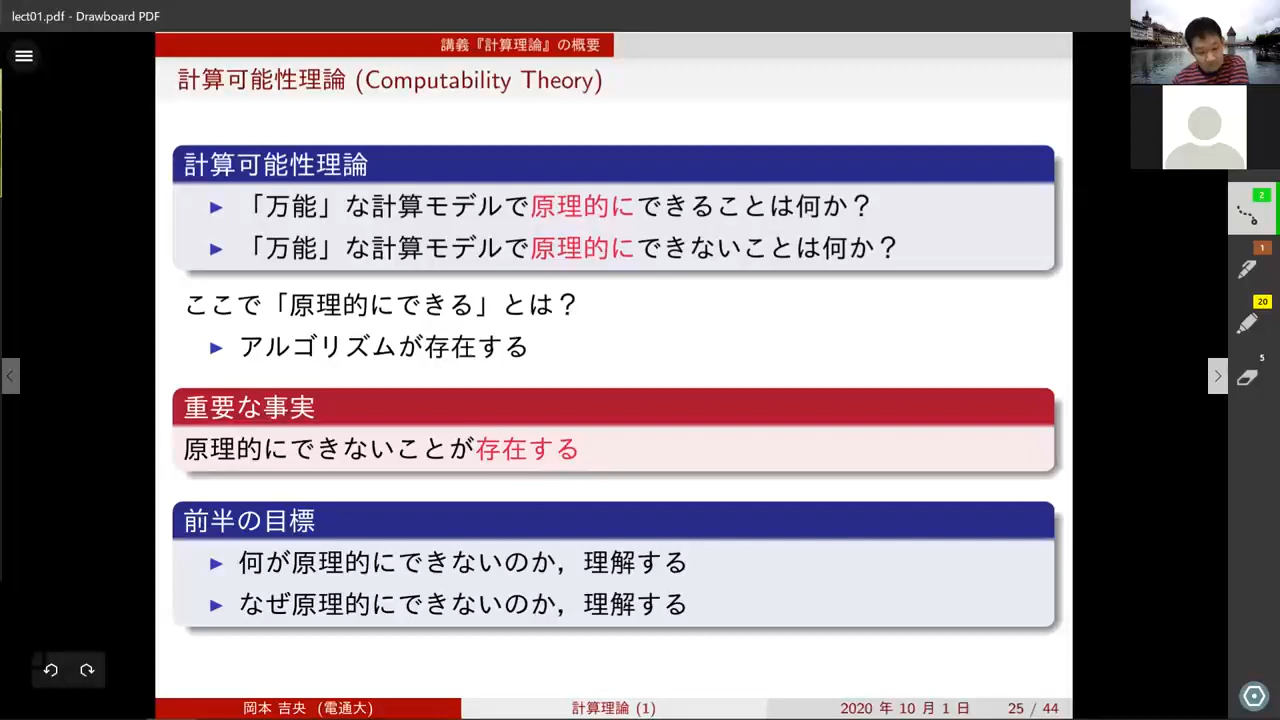 lect01.pdf - Drawboard PDF
講義『計算理論』の概要
計算可能性理論 (Computability Theory)
計算可能性理論
▶ 「万能」な計算モデルで原理的にできることは何か？
▶ 「万能」な計算モデルで原理的にできないことは何か？
ここで「原理的にできる」とは？
▶ アルゴリズムが存在する
重要な事実
原理的にできないことが存在する
前半の目標
▶ 何が原理的にできないのか，理解する
▶ なぜ原理的にできないのか，理解する
岡本 吉央 (電通大)
計算理論 (1)
2020 年 10 月 1 日
25 / 44
2
1
20
5